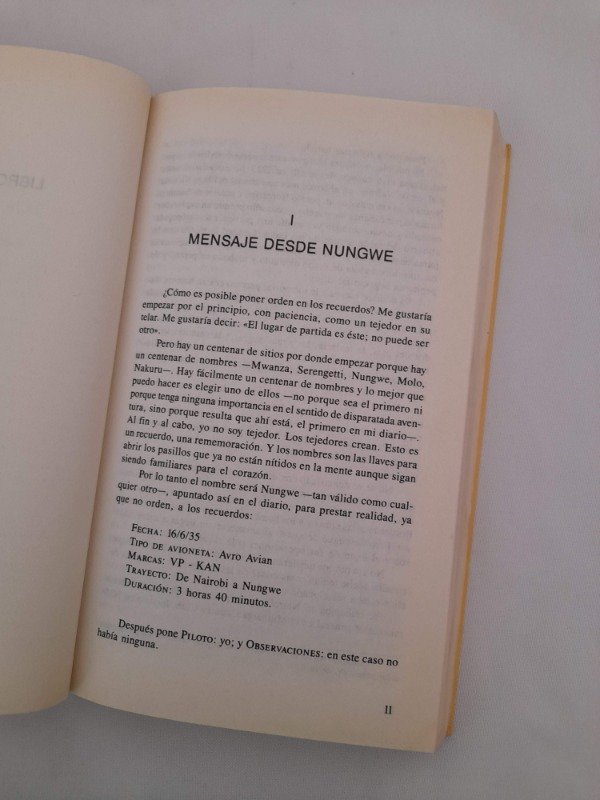 I
MENSAJE DESDE NUNGWE
¿Cómo es posible poner orden en los recuerdos? Me gustaría
empezar por el principio, con paciencia, como un tejedor en su
telar. Me gustaría decir: «El lugar de partida es éste; no puede ser
otro».
Pero hay un centenar de sitios por donde empezar porque hay
un centenar de nombres —Mwanza, Serengetti, Nungwe, Molo,
Nakuru—. Hay fácilmente un centenar de nombres y lo mejor que
puedo hacer es elegir uno de ellos —no porque sea el primero ni
porque tenga ninguna importancia en el sentido de disparatada aven-
tura, sino porque resulta que ahí está, el primero en mi diario—.
Al fin y al cabo, yo no soy tejedor. Los tejedores crean. Esto es
un recuerdo, una rememoración. Y los nombres son las llaves para
abrir los pasillos que ya no están nítidos en la mente aunque sigan
siendo familiares para el corazón.
Por lo tanto el nombre será Nungwe —tan válido como cual-
quier otro—, apuntado así en el diario, para prestar realidad, ya
que no orden, a los recuerdos:
FECHA: 16/6/35
TIPO DE AVIONETA: Avro Avian
MARCAS: VP - KAN
TRAYECTO: De Nairobi a Nungwe
DURACIÓN: 3 horas 40 minutos.
Después pone PILOTO: yo; y OBSERVACIONES: en este caso no
había ninguna.
11